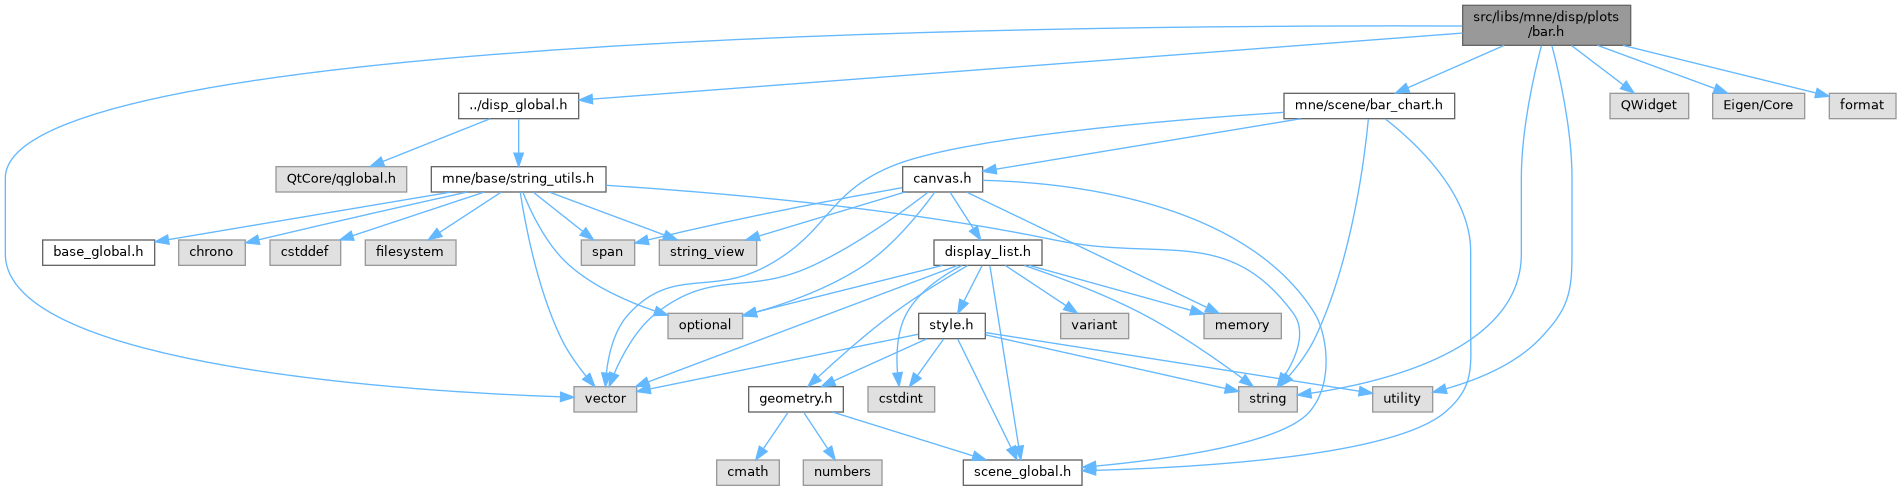 src/libs/mne/disp/plots
/bar.h
../disp_global.h
mne/scene/bar_chart.h
QWidget
Eigen/Core
format
QtCore/qglobal.h
mne/base/string_utils.h
canvas.h
base_global.h
chrono
cstddef
filesystem
span
string_view
display_list.h
optional
style.h
variant
memory
vector
geometry.h
cstdint
string
utility
cmath
numbers
scene_global.h